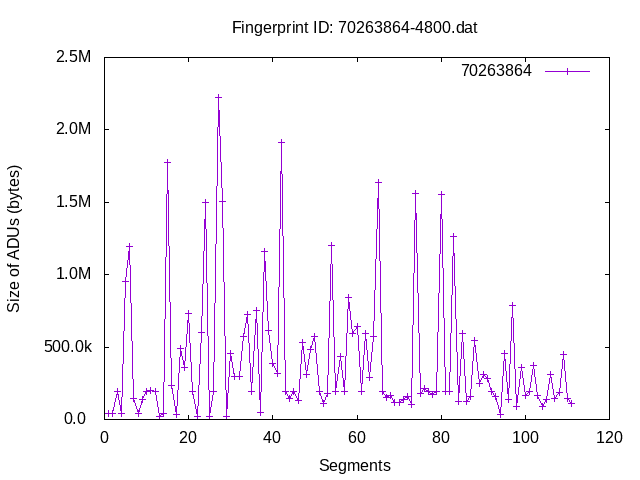 Fingerprint ID: 70263864-4800.dat
2.5M
70263864
2.0M
1.5M
1.0M
500.0k
0.0
Size of ADUs (bytes)
0 20 40 60 80 100 120
Segments